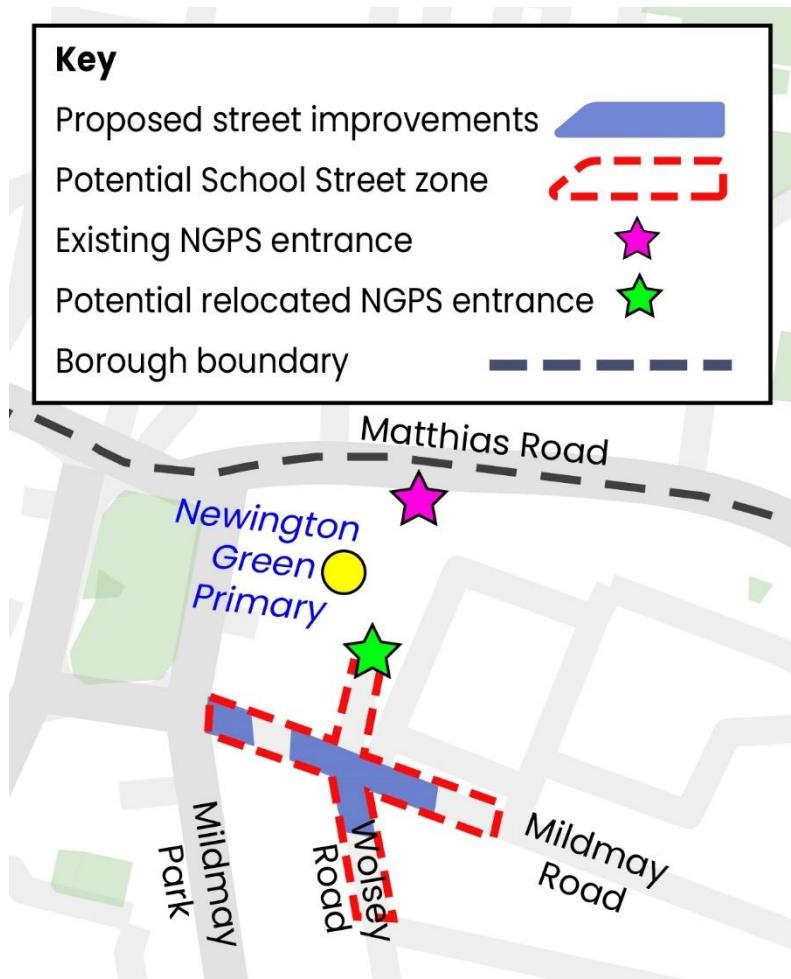 Key
Proposed street improvements
Potential School Street zone
Existing NGPS entrance
Potential relocated NGPS entrance
Borough boundary
Matthias Road
Newington
Green
Primary
Mildmay
Park
Wolsey
Road
Mildmay
Road